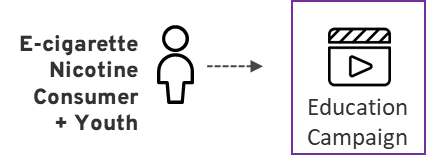 E-cigarette
Nicotine
Consumer
+ Youth
Education
Campaign